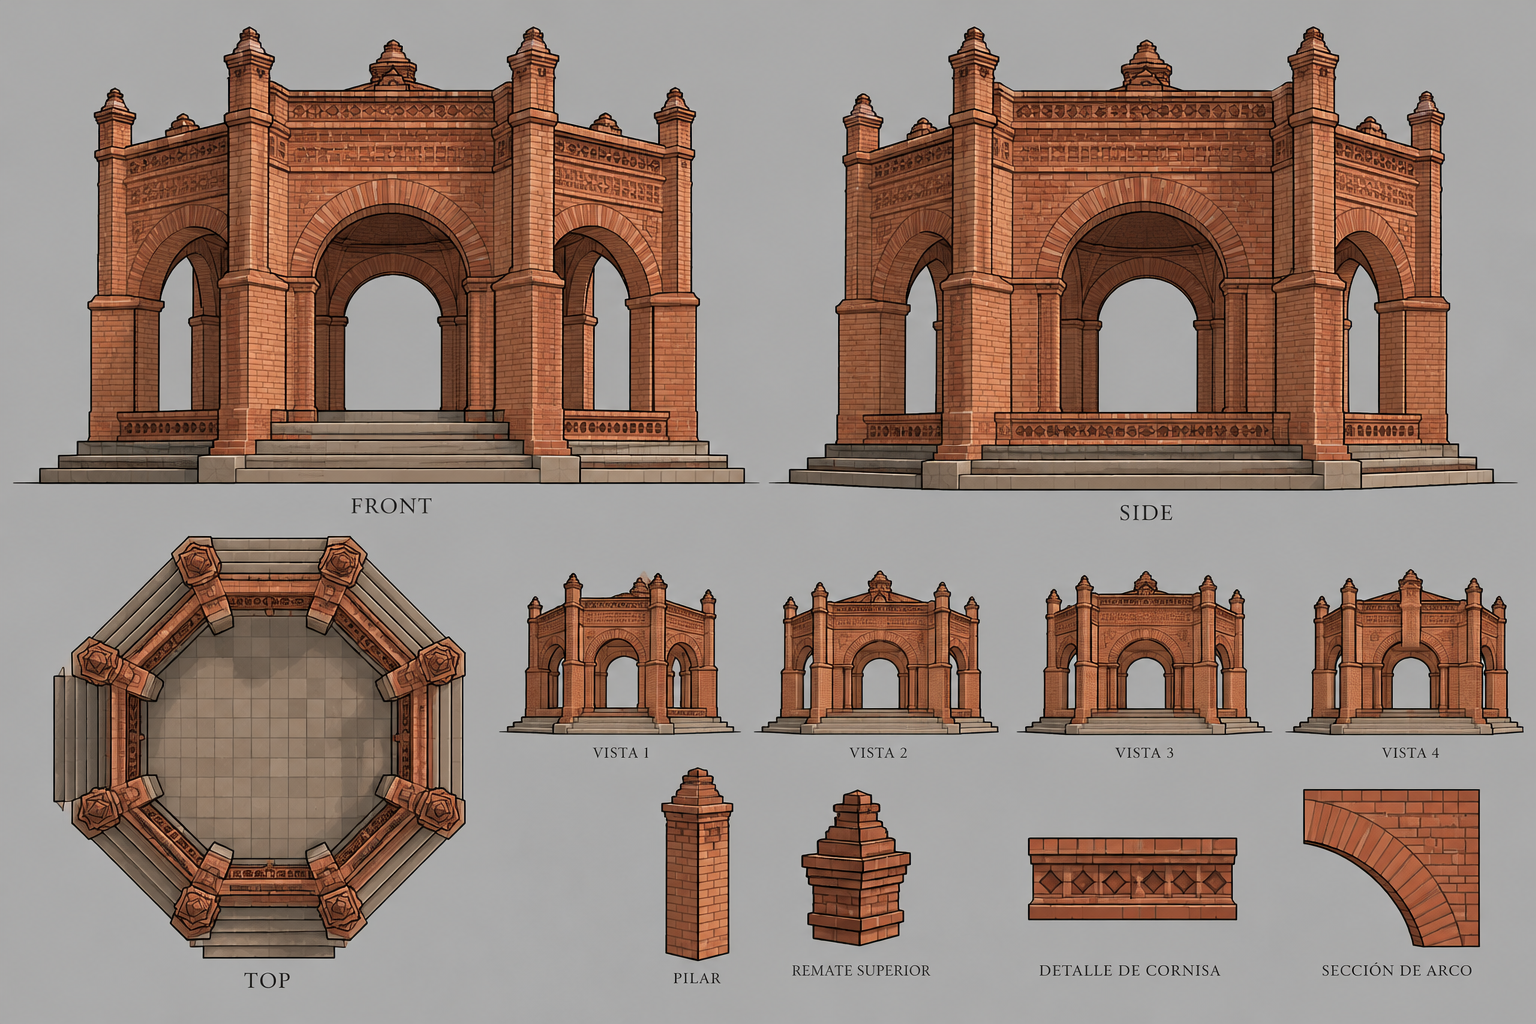 FRONT
SIDE
TOP
VISTA 1
VISTA 2
VISTA 3
VISTA 4
PILAR
REMATE SUPERIOR
DETALLE DE CORNISA
SECCIÓN DE ARCO